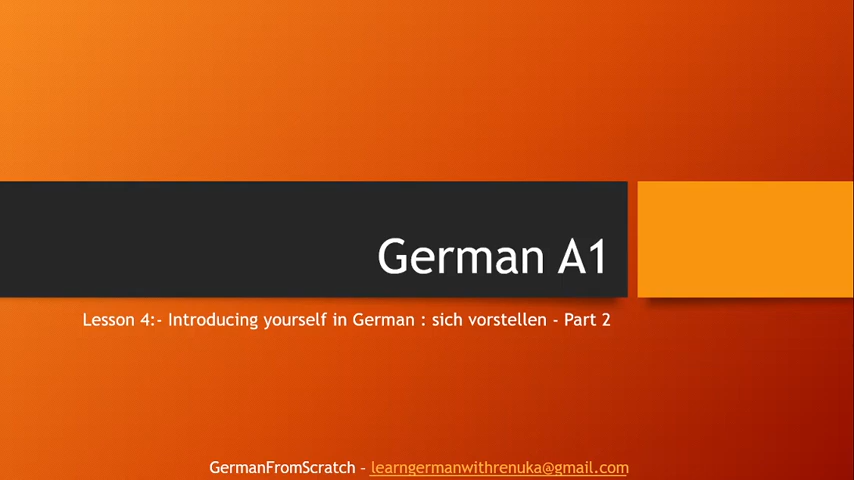 German A1
Lesson 4:- Introducing yourself in German : sich vorstellen - Part 2
GermanFromScratch - learngermanwithrenuka@gmail.com